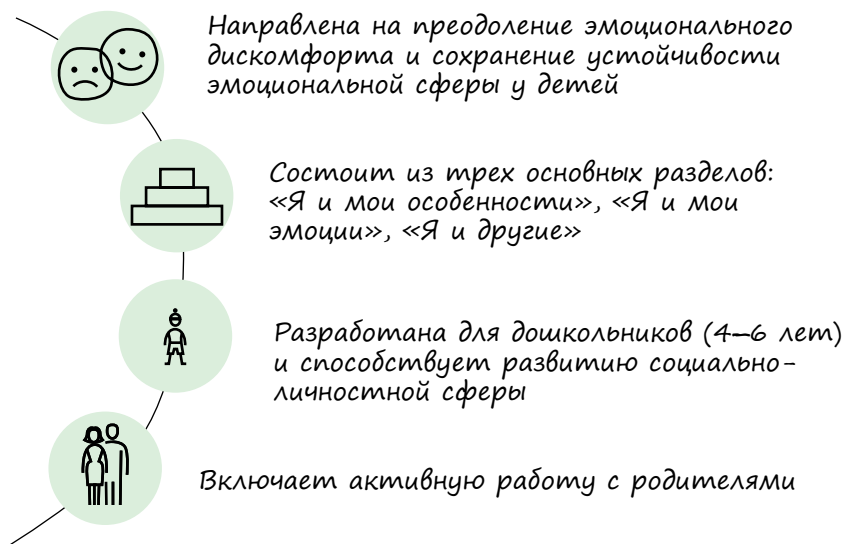 Направлена на преодоление эмоционального
дискомфорта и сохранение устойчивости
эмоциональной сферы у детей
Состоит из трех основных разделов:
«Я и мои особенности», «Я и мои
эмоции», «Я и другие»
Разработана для дошкольников (4–6 лет)
и способствует развитию социально-
личностной сферы
Включает активную работу с родителями